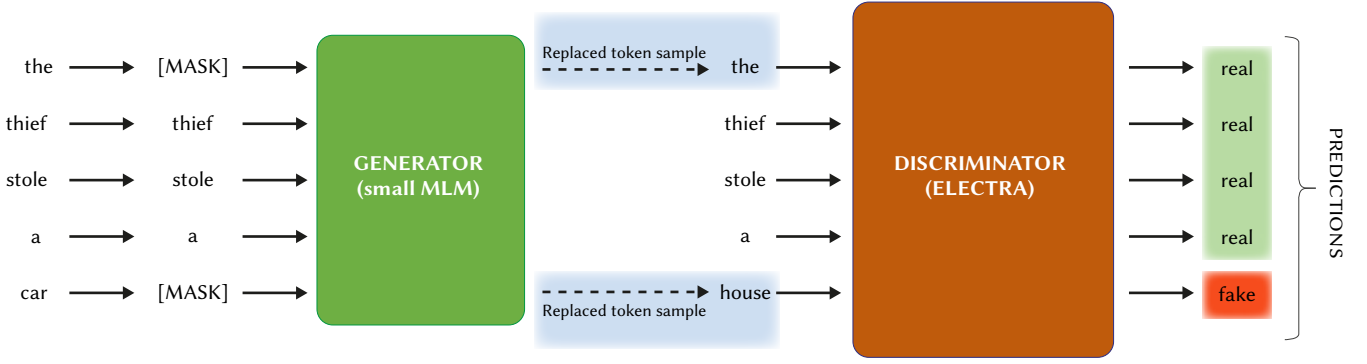 Replaced token sample
the [MASK] the real
thief thief thief real
GENERATOR
(small MLM)
DISCRIMINATOR
(ELECTRA)
stole stole stole real
a a a real
car [MASK] house fake
Replaced token sample
PREDICTIONS